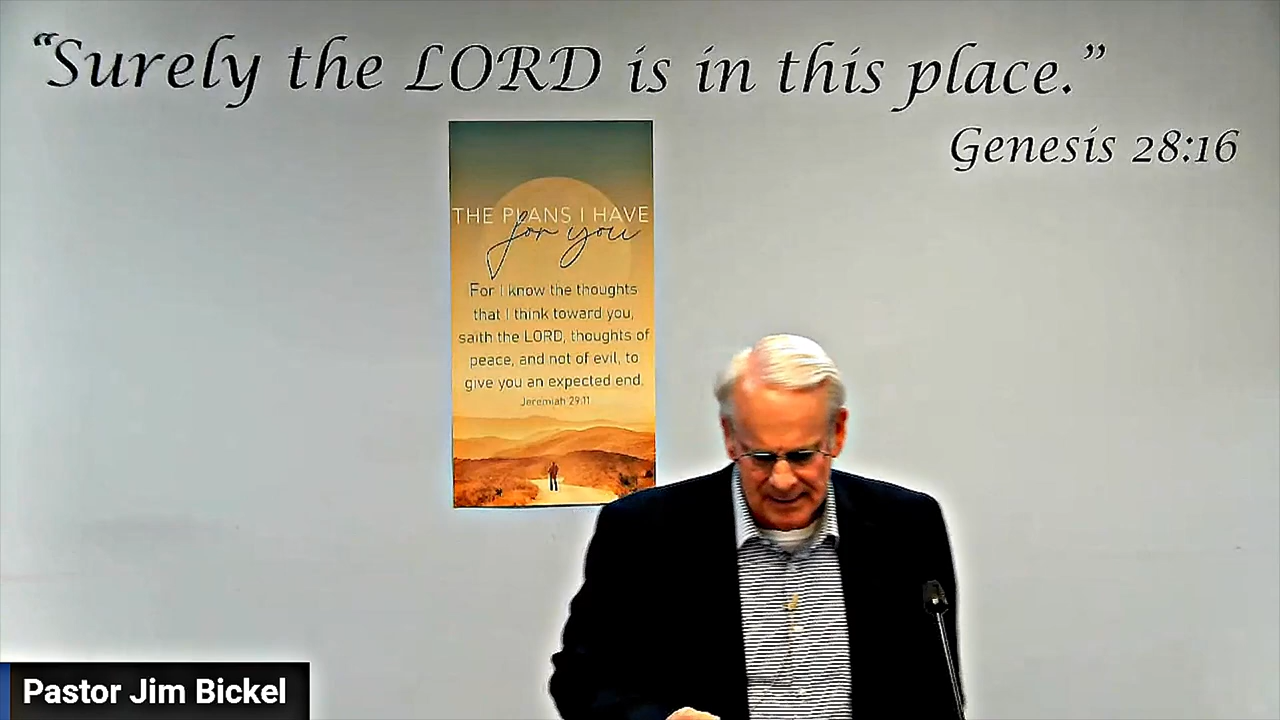 “Surely the LORD is in this place.”
Genesis 28:16
THE PLANS I HAVE
for you
For I know the thoughts
that I think toward you,
saith the LORD, thoughts of
peace, and not of evil, to
give you an expected end.
Jeremiah 29:11
Pastor Jim Bickel